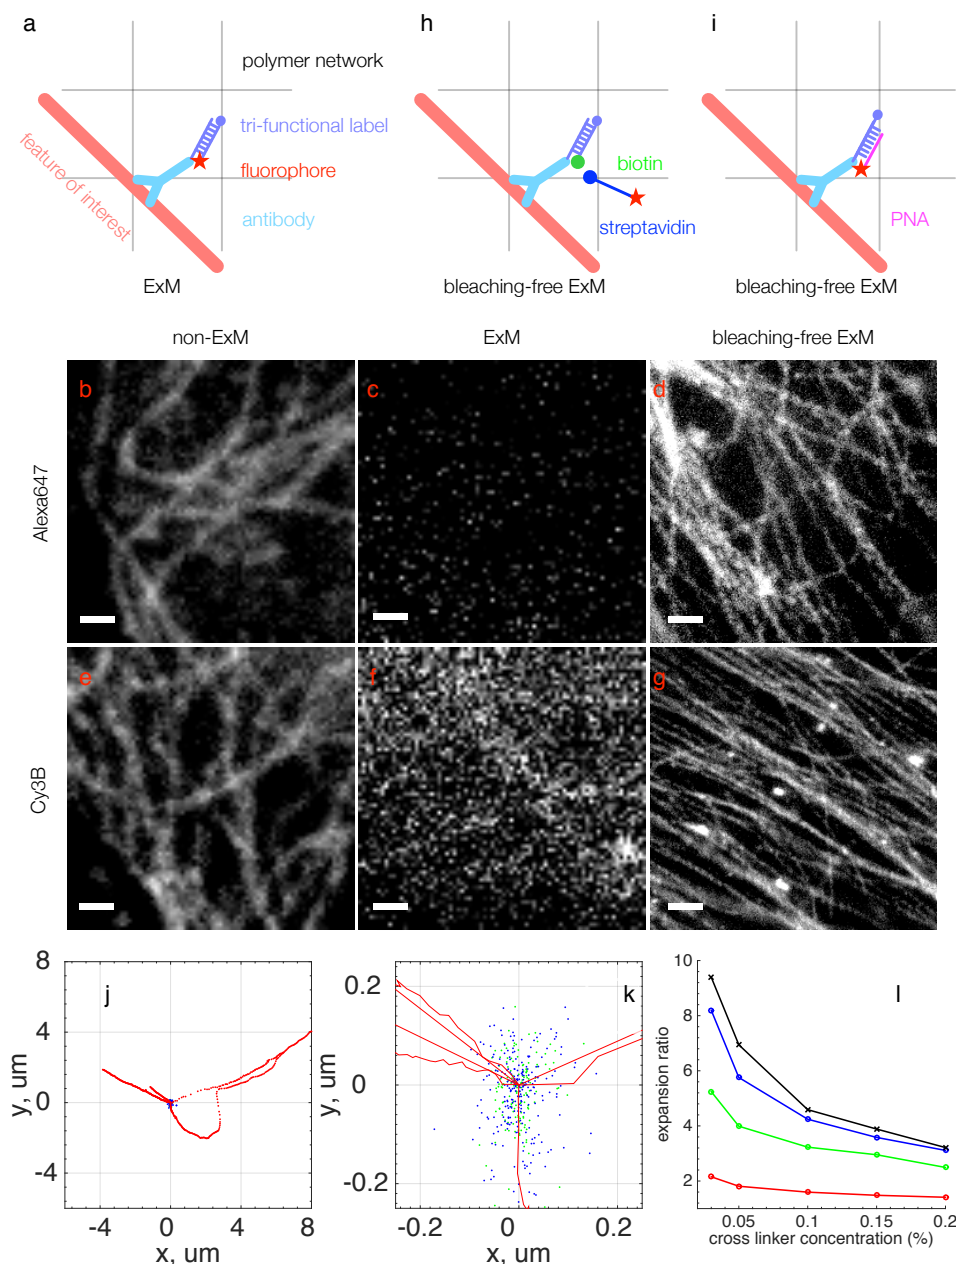 a
h
i
polymer network
tri-functional label
fluorophore
antibody
feature of interest
ExM
biotin
streptavidin
bleaching-free ExM
PNA
bleaching-free ExM
non-ExM
ExM
bleaching-free ExM
Alexa647
b
c
d
Cy3B
e
f
g
j
8
4
0
-4
y, um
-4
0
4
8
x, um
k
0.2
0
-0.2
y, um
-0.2
0
0.2
x, um
l
10
8
6
4
2
expansion ratio
0.05
0.1
0.15
0.2
cross linker concentration (%)